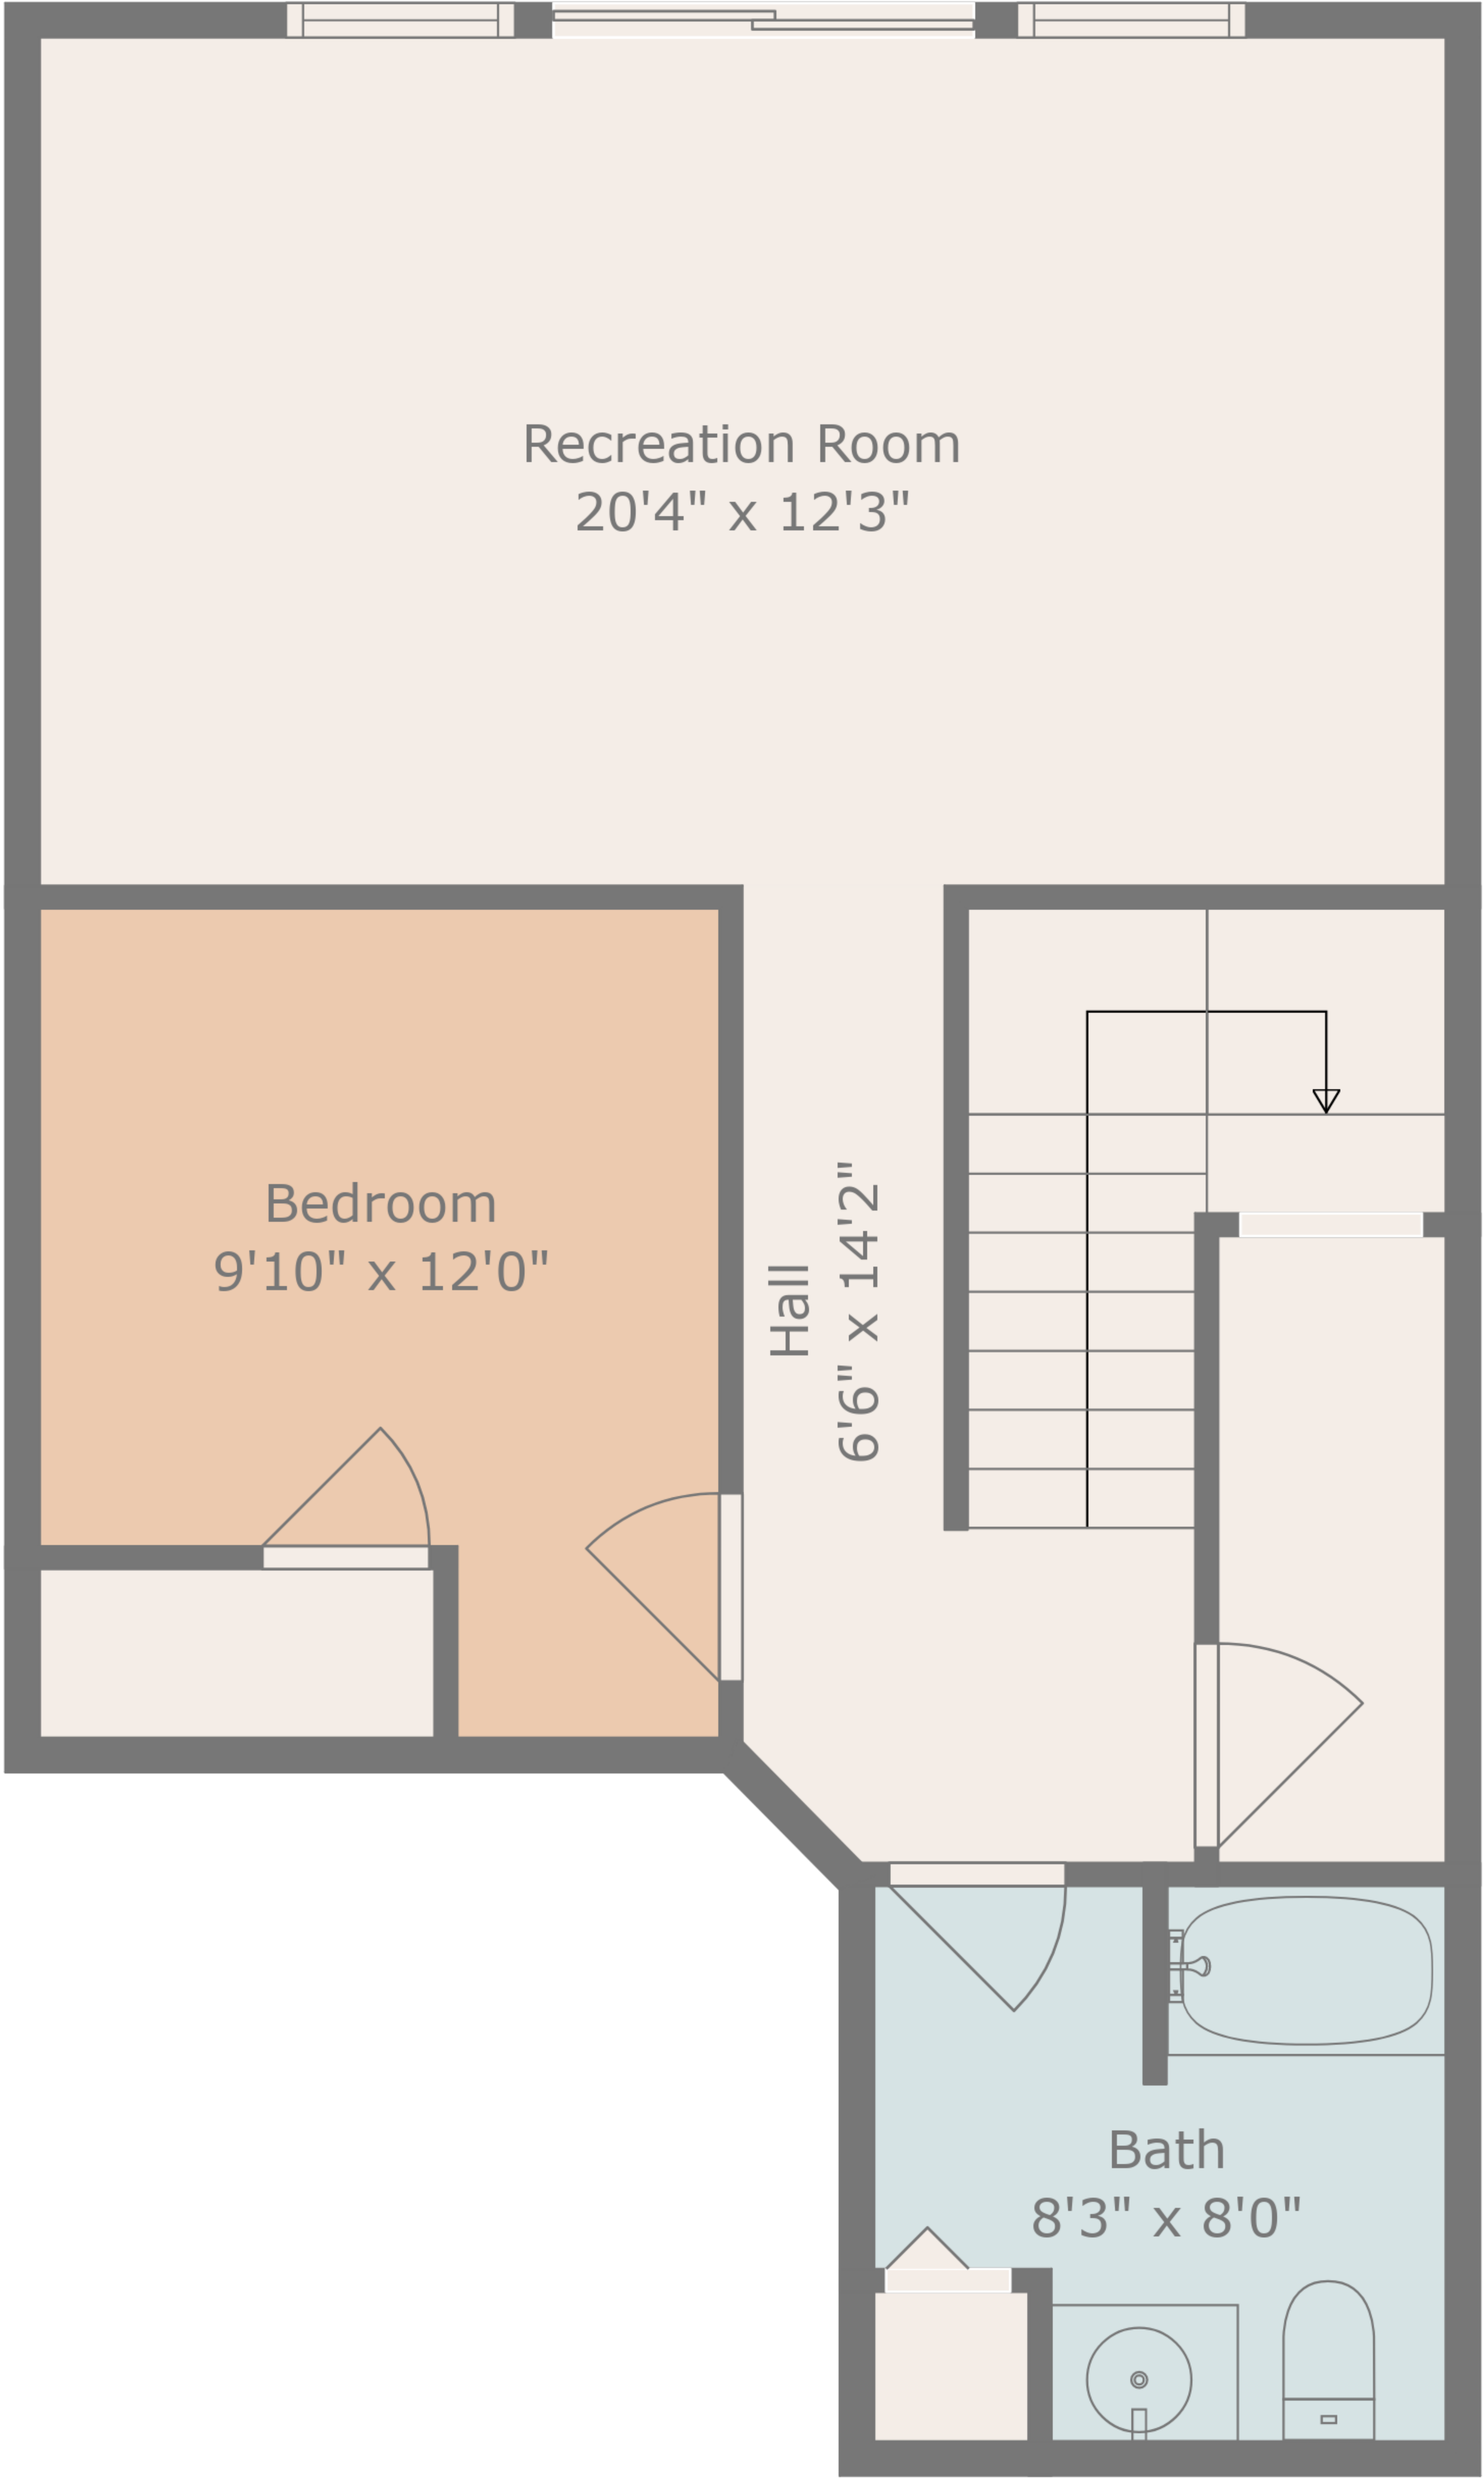 Recreation Room
20'4" x 12'3"
Bedroom
9'10" x 12'0"
Hall
6'6" x 14'2"
Bath
8'3" x 8'0"